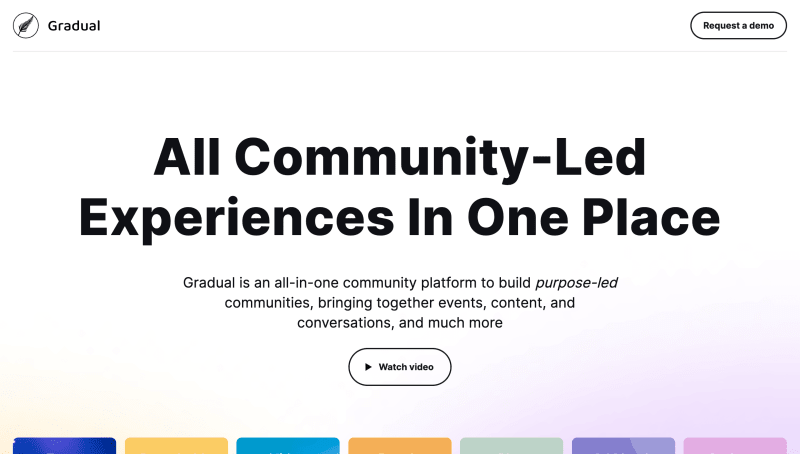 Gradual
Request a demo
All Community-Led
Experiences In One Place
Gradual is an all-in-one community platform to build purpose-led
communities, bringing together events, content, and
conversations, and much more
Watch video